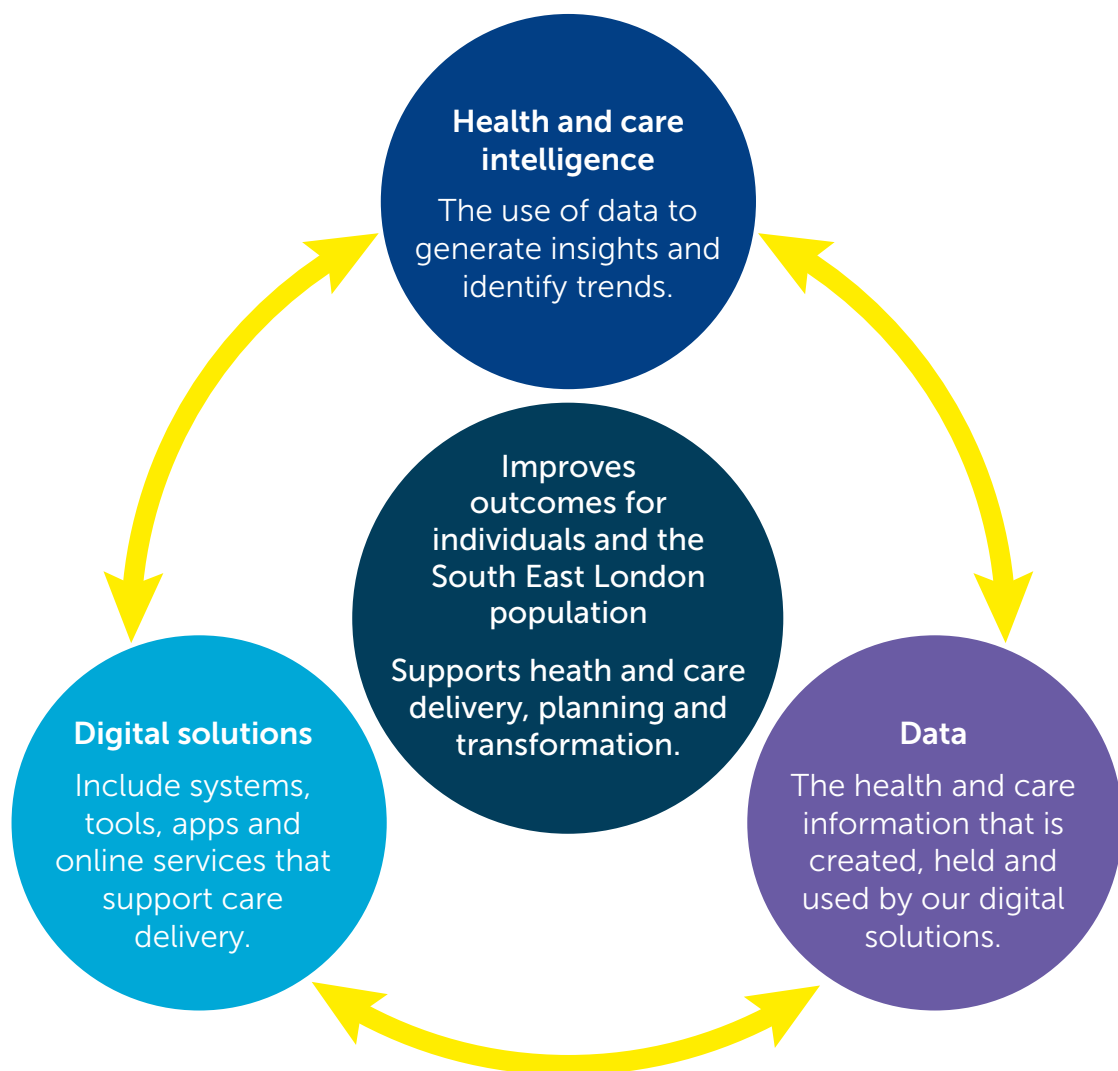 Health and care
intelligence
The use of data to
generate insights and
identify trends.
Improves
outcomes for
individuals and the
South East London
population
Supports heath and care
delivery, planning and
transformation.
Digital solutions
Include systems,
tools, apps and
online services that
support care
delivery.
Data
The health and care
information that is
created, held and
used by our digital
solutions.